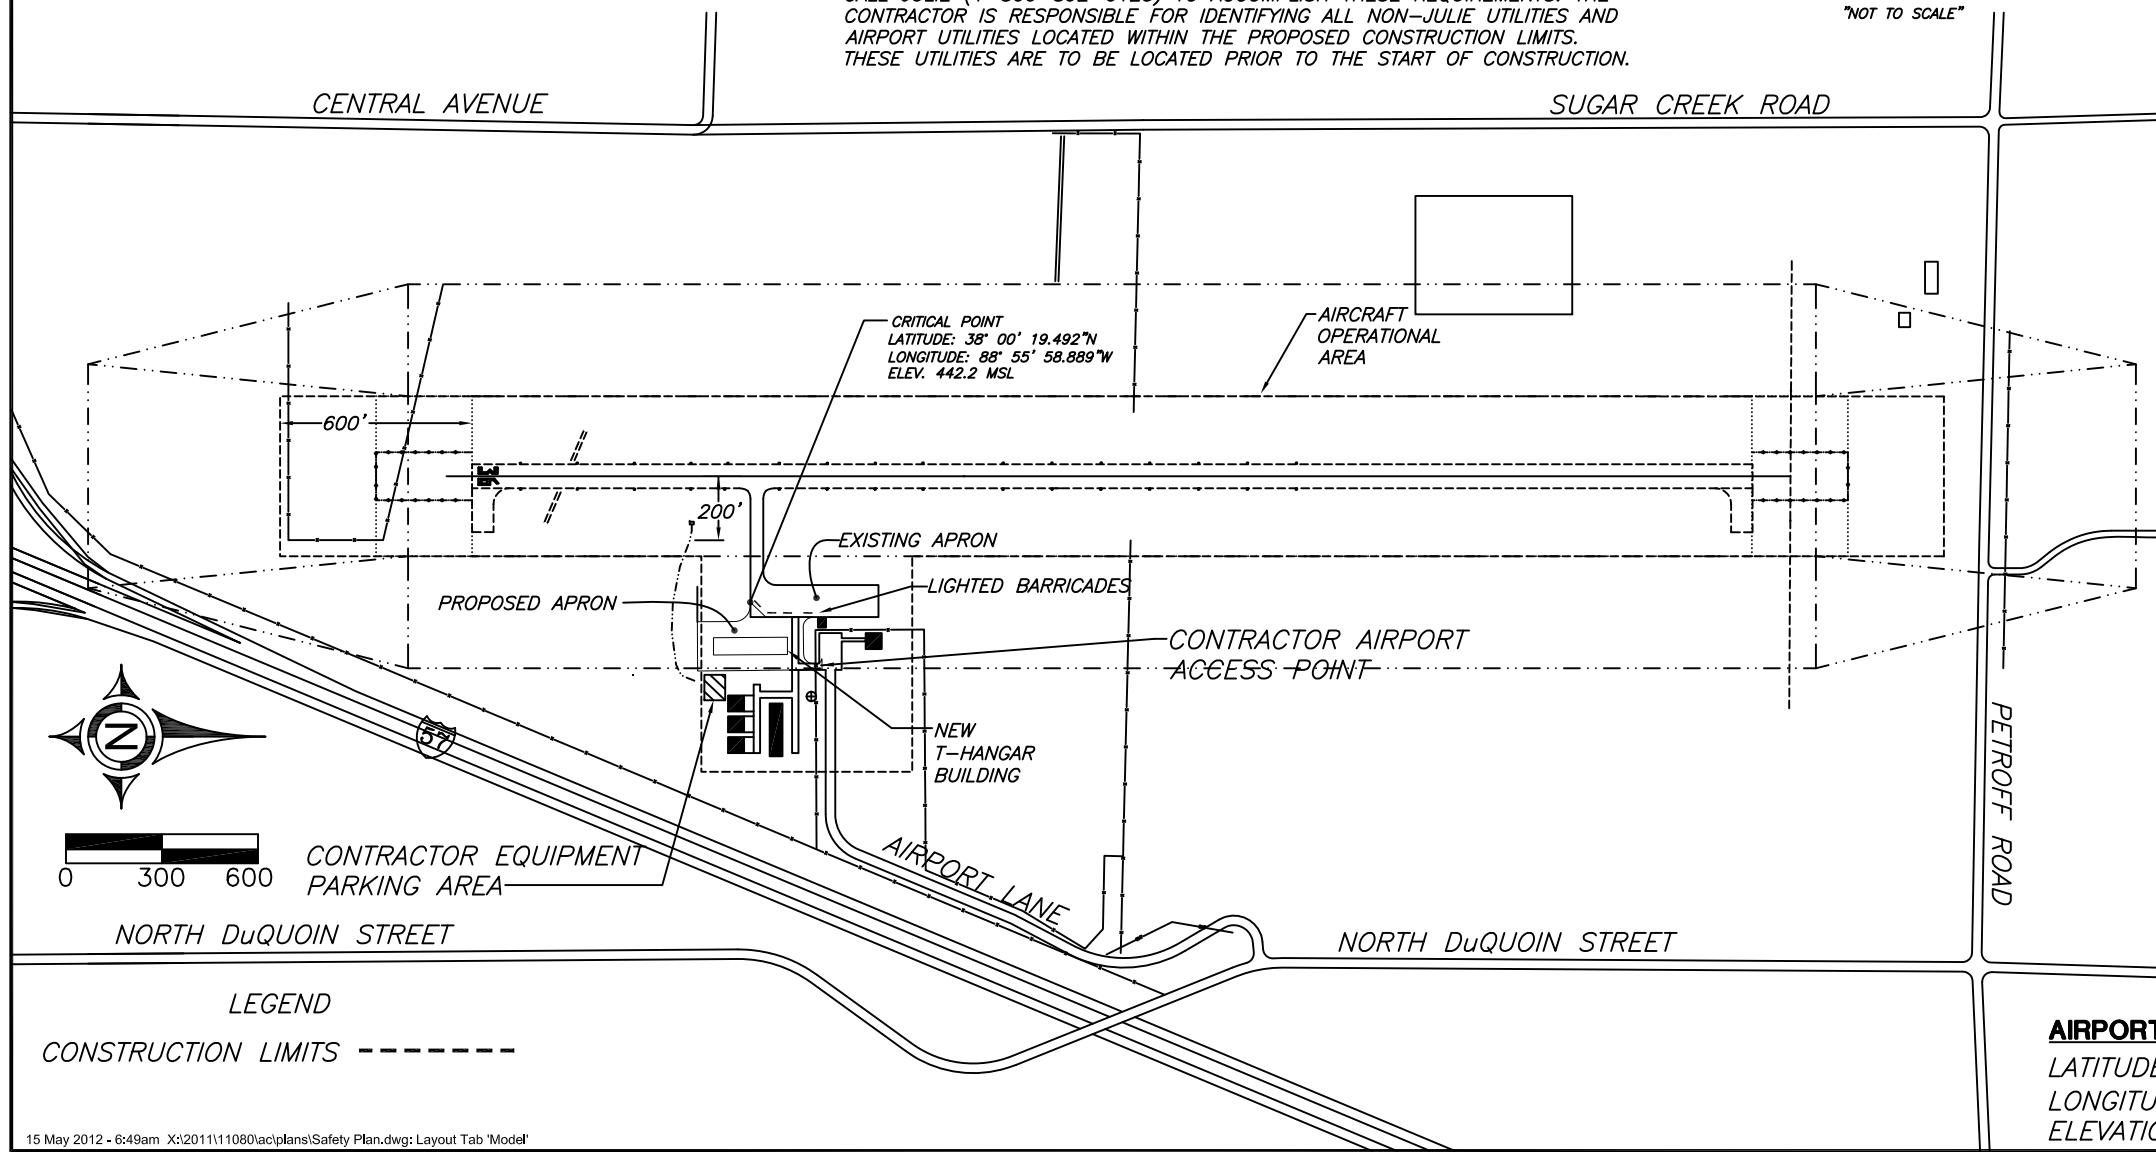 CONTRACTOR IS RESPONSIBLE FOR IDENTIFYING ALL NON-JULIE UTILITIES AND
AIRPORT UTILITIES LOCATED WITHIN THE PROPOSED CONSTRUCTION LIMITS.
THESE UTILITIES ARE TO BE LOCATED PRIOR TO THE START OF CONSTRUCTION.
"NOT TO SCALE"
CENTRAL AVENUE
SUGAR CREEK ROAD
CRITICAL POINT
LATITUDE: 38° 00' 19.492"N
LONGITUDE: 88° 55' 58.889"W
ELEV. 442.2 MSL
AIRCRAFT
OPERATIONAL
AREA
600'
200'
EXISTING APRON
LIGHTED BARRICADES
PROPOSED APRON
CONTRACTOR AIRPORT
ACCESS POINT
NEW
T-HANGAR
BUILDING
N
57
0 300 600
CONTRACTOR EQUIPMENT
PARKING AREA
AIRPORT LANE
PETROFF ROAD
NORTH DuQUOIN STREET
NORTH DuQUOIN STREET
LEGEND
CONSTRUCTION LIMITS
AIRPORT
LATITUDE
LONGITU
ELEVATIO
15 May 2012 - 6:49am X:\2011\11080\ac\plans\Safety Plan.dwg: Layout Tab 'Model'